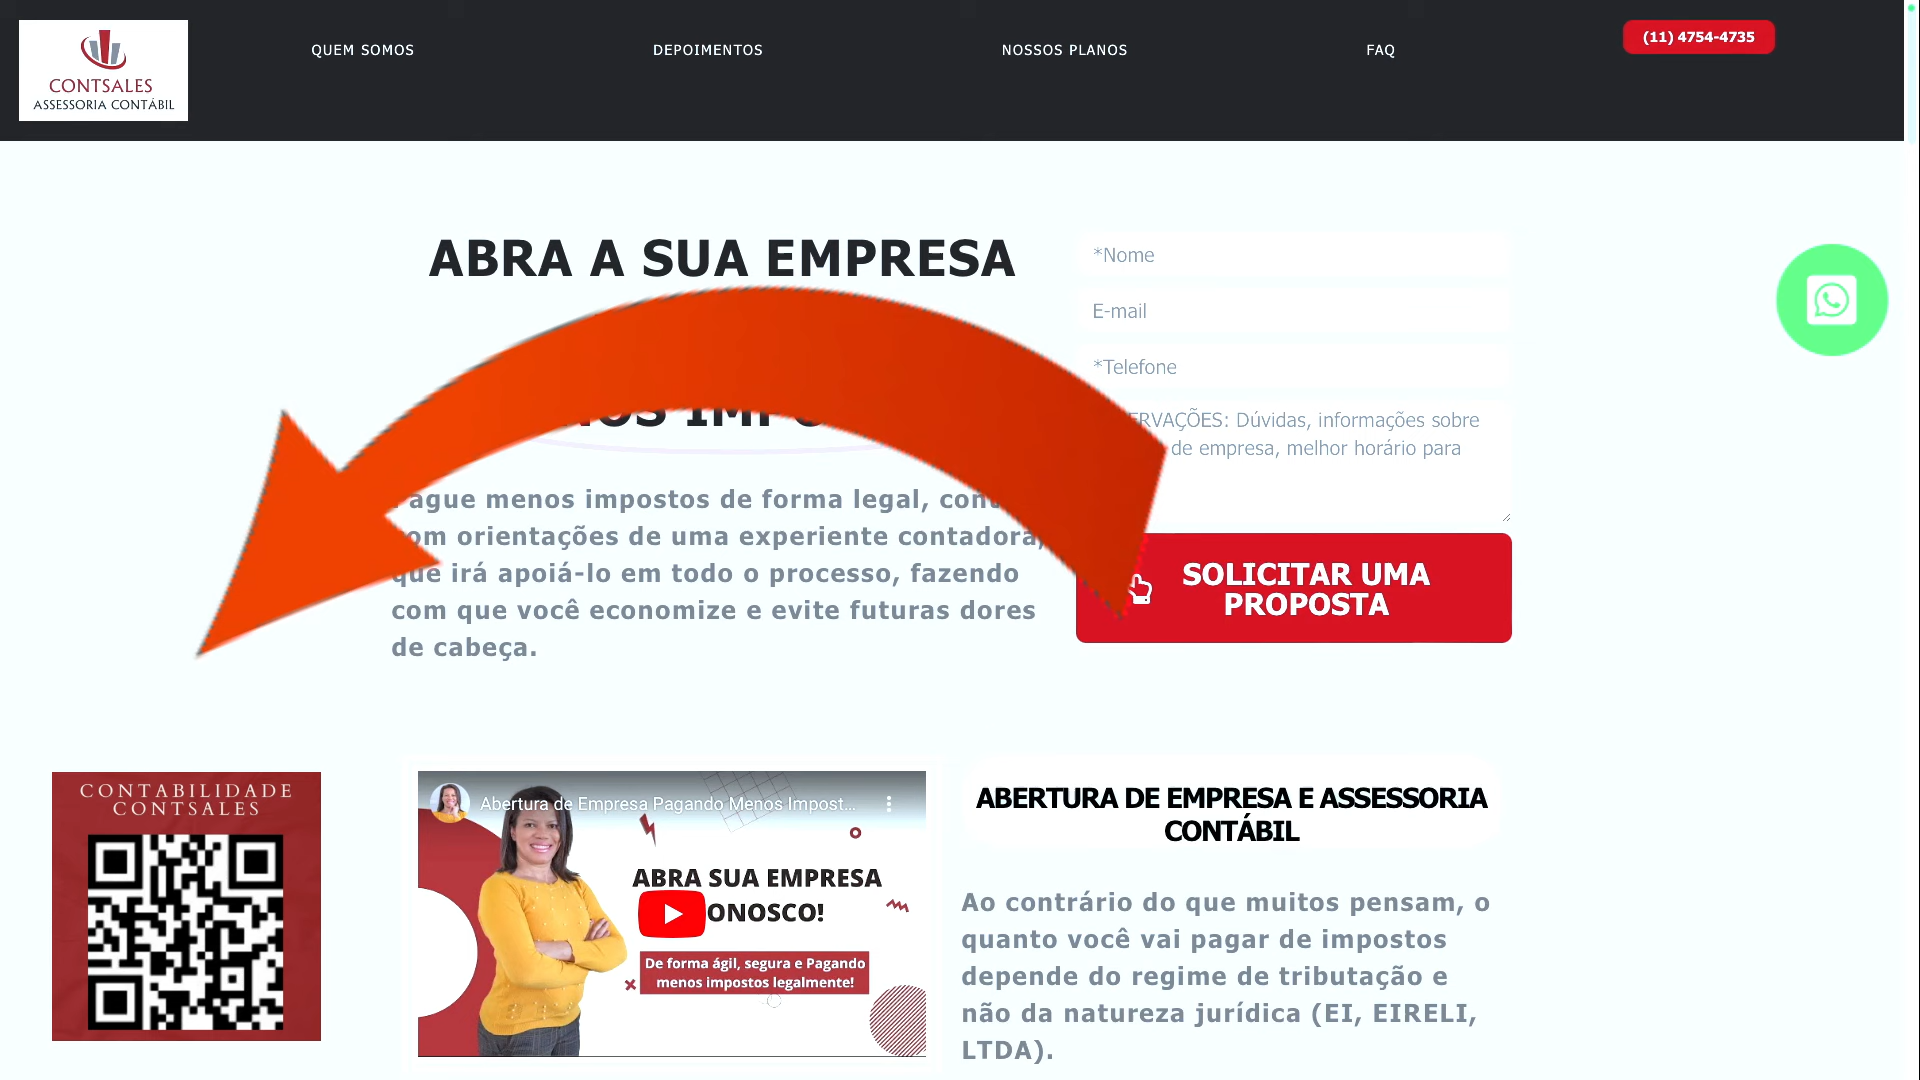 CONTSALES
ASSESSORIA CONTÁBIL
QUEM SOMOS
DEPOIMENTOS
NOSSOS PLANOS
FAQ
(11) 4754-4735
ABRA A SUA EMPRESA
ague menos impostos de forma legal,
com orientações de uma experiente contadora,
que irá apoiá-lo em todo o processo, fazendo
com que você economize e evite futuras dores
de cabeça.
*Nome
E-mail
*Telefone
ERVAÇÕES: Dúvidas, informações sobre
de empresa, melhor horário para
SOLICITAR UMA
PROPOSTA
CONTABILIDADE
CONTSALES
Abertura de Empresa Pagando Menos Impost...
ABRA SUA EMPRESA
ONOSCO!
De forma ágil, segura e Pagando
menos impostos legalmente!
ABERTURA DE EMPRESA E ASSESSORIA
CONTÁBIL
Ao contrário do que muitos pensam, o
quanto você vai pagar de impostos
depende do regime de tributação e
não da natureza jurídica (EI, EIRELI,
LTDA).